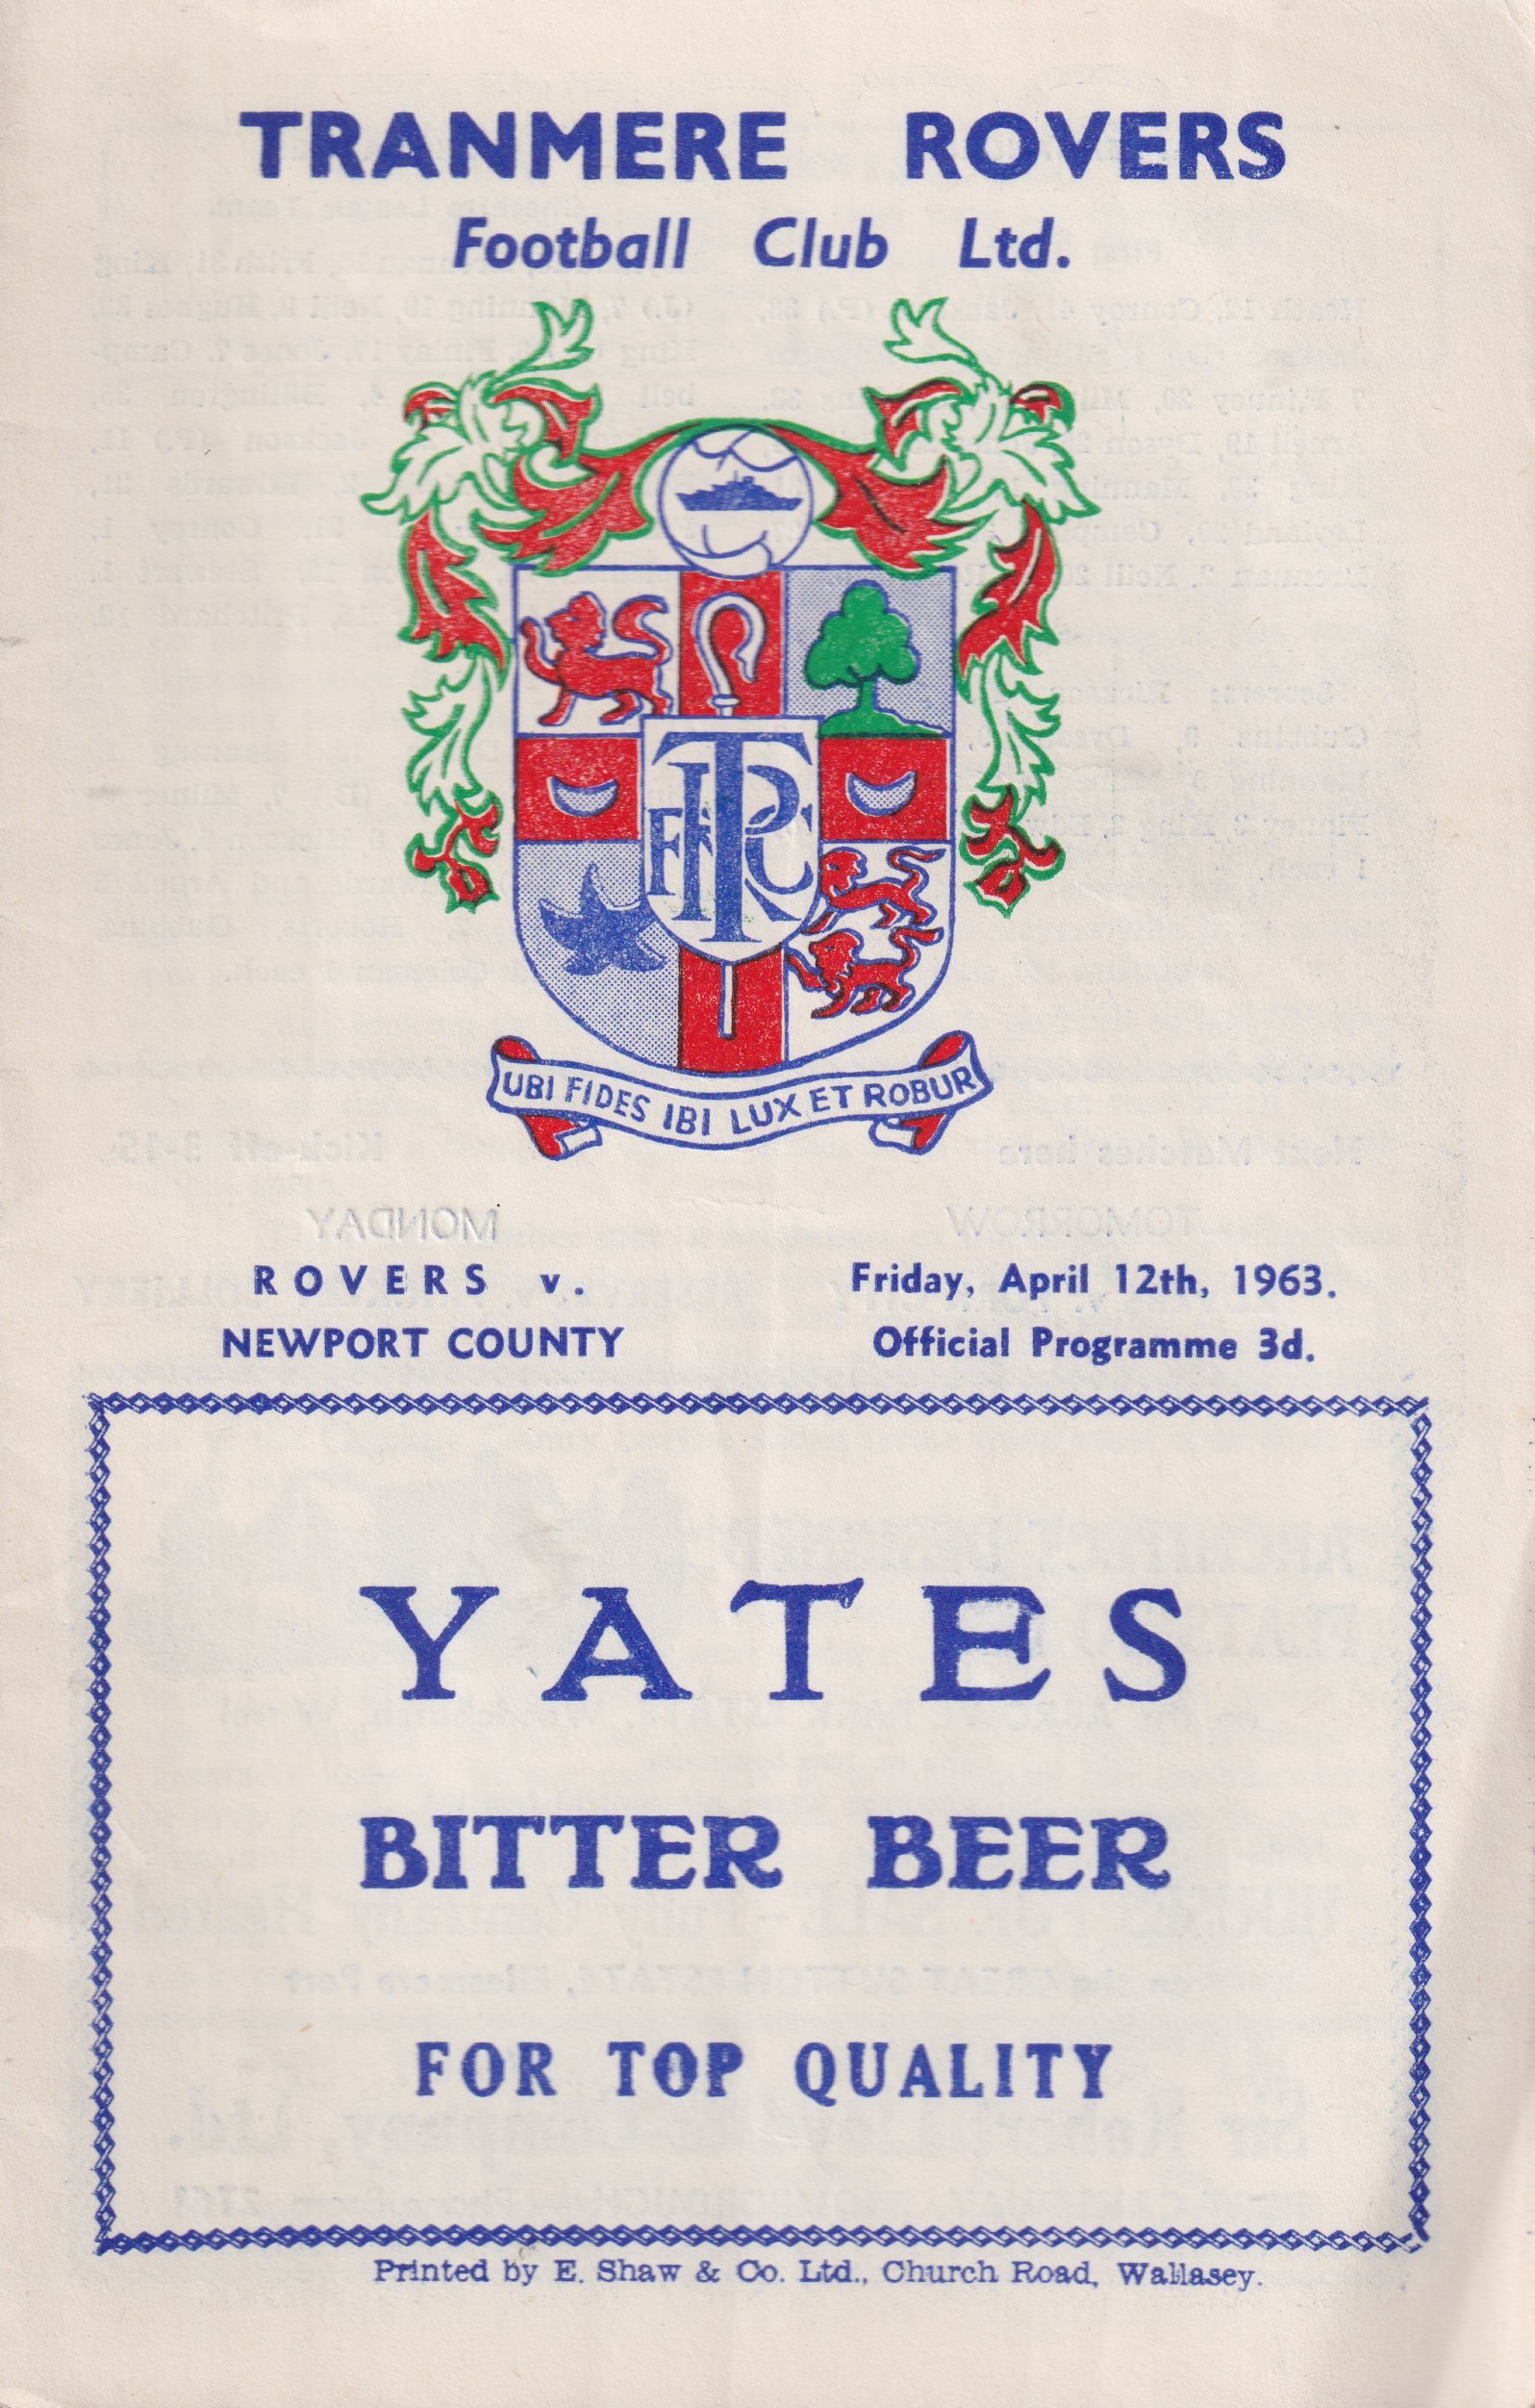 TRANMERE ROVERS
Football Club Ltd.
TRFC
UBI FIDES IBI LUX ET ROBUR
ROVERS v.
NEWPORT COUNTY
Friday, April 12th, 1963.
Official Programme 3d.
YATES
BITTER BEER
FOR TOP QUALITY
Printed by E. Shaw & Co. Ltd., Church Road, Wallasey.